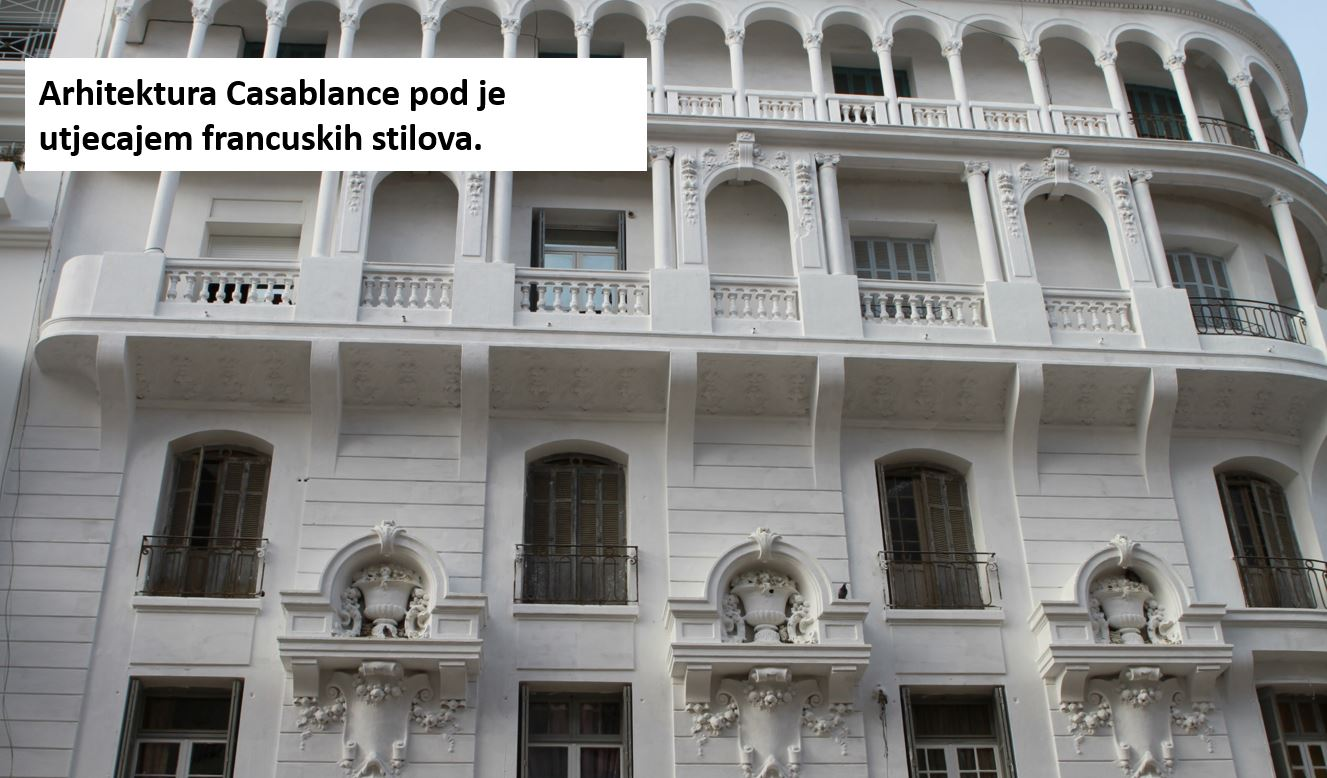 Arhitektura Casablance pod je
utjecajem francuskih stilova.